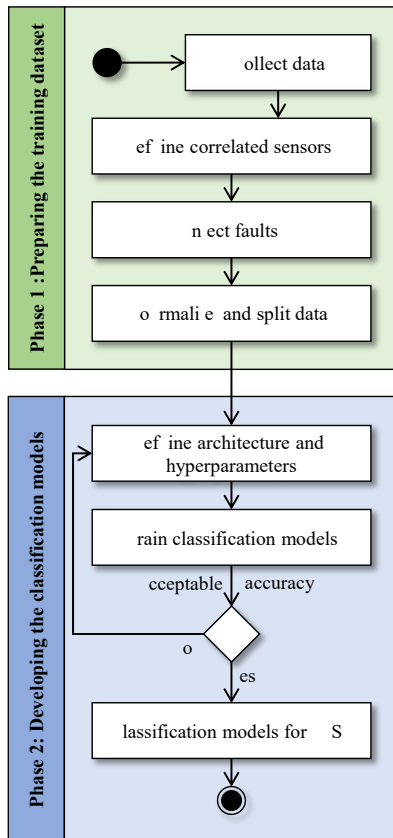 Phase 1 :Preparing the training dataset
ollect data
ef ine correlated sensors
n ect faults
o rmali e and split data
Phase 2: Developing the classification models
ef ine architecture and
hyperparameters
rain classification models
cceptable accuracy
o
es
lassification models for S